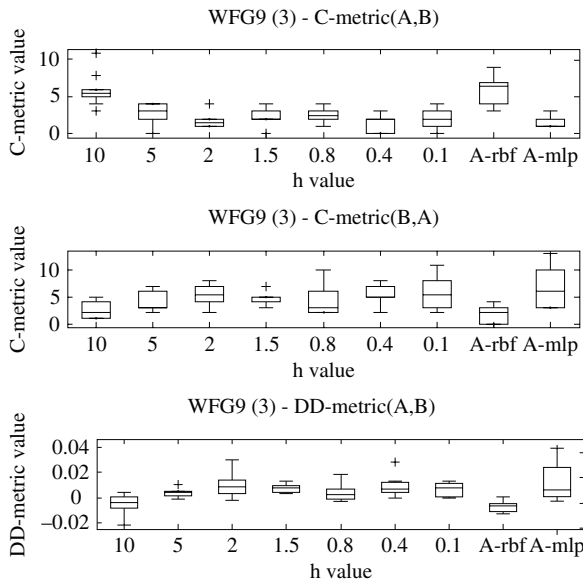 WFG9 (3) - C-metric(A,B)
C-metric value
10
5
0
10 5 2 1.5 0.8 0.4 0.1 A-rbf A-mlp
h value
WFG9 (3) - C-metric(B,A)
C-metric value
10
5
0
10 5 2 1.5 0.8 0.4 0.1 A-rbf A-mlp
h value
WFG9 (3) - DD-metric(A,B)
DD-metric value
0.04
0.02
0
−0.02
10 5 2 1.5 0.8 0.4 0.1 A-rbf A-mlp
h value